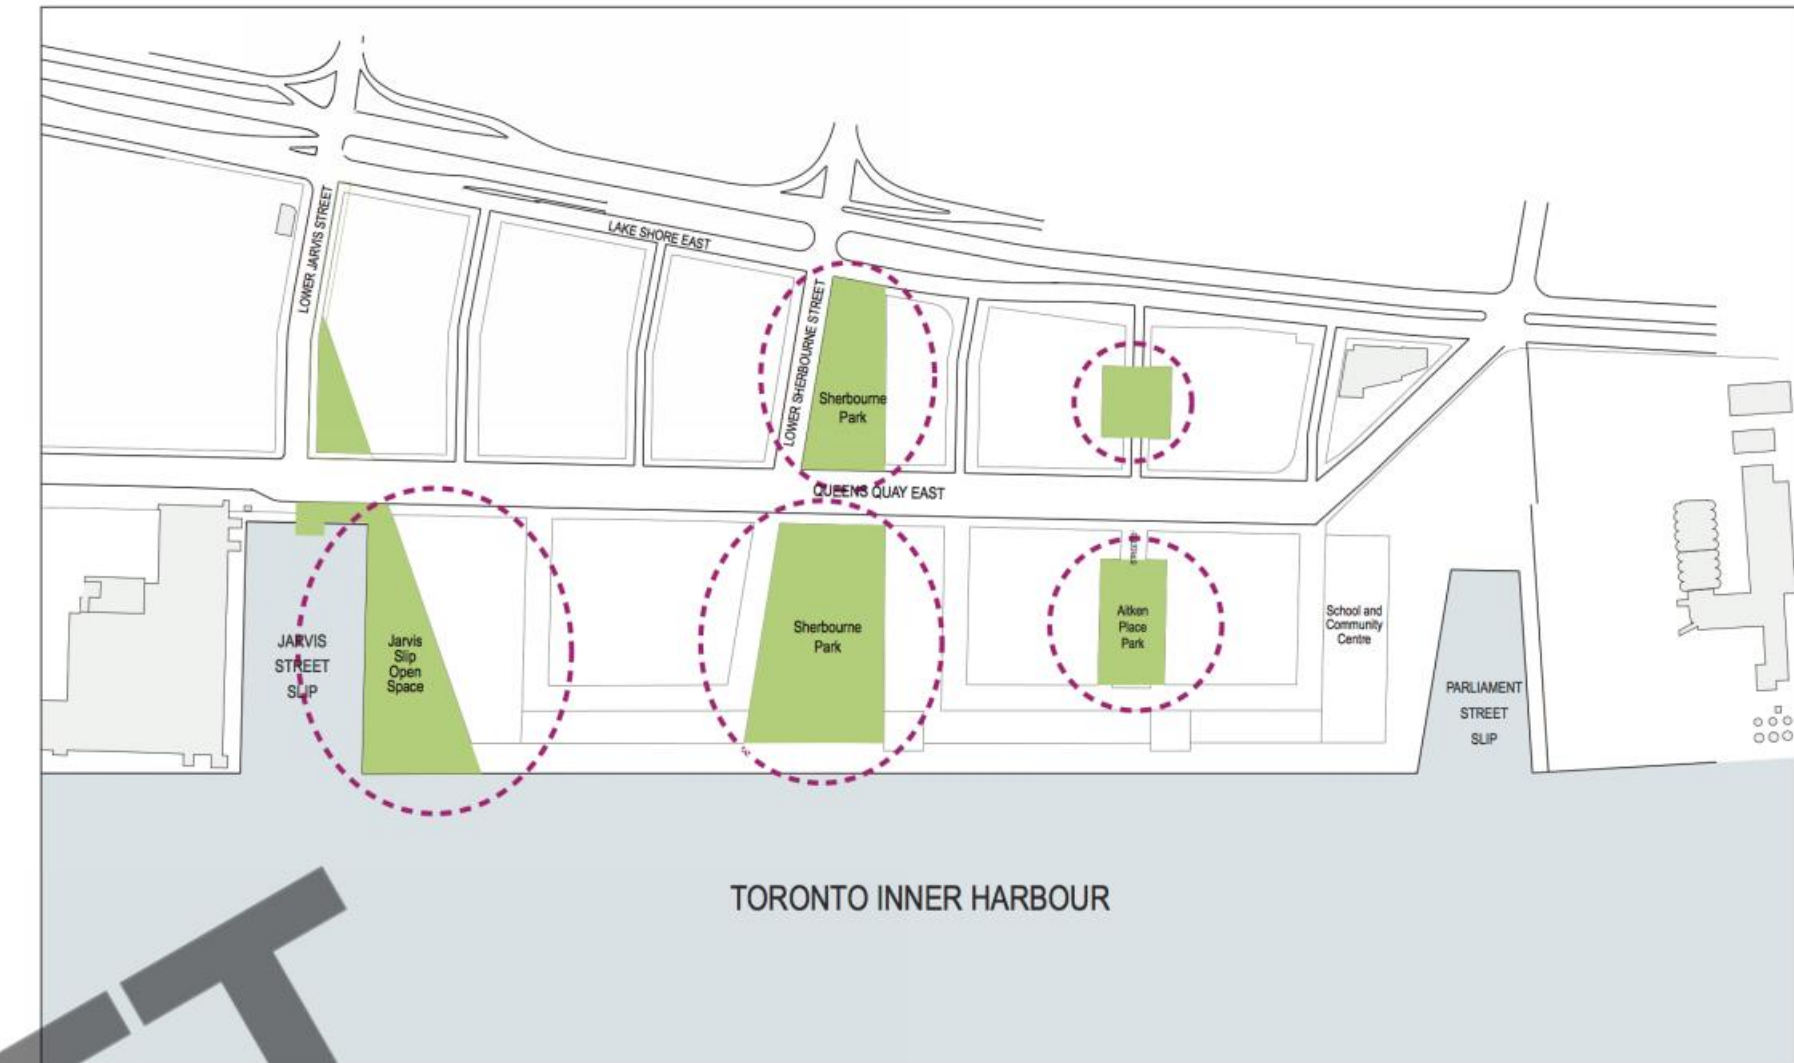 LOWER JARVIS STREET
LAKE SHORE EAST
LOWER SHERBOURNE STREET
Sherbourne
Park
QUEENS QUAY EAST
JARVIS
STREET
SLIP
Jarvis
Slip
Open
Space
Sherbourne
Park
Aitken
Place
Park
School and
Community
Centre
PARLIAMENT
STREET
SLIP
TORONTO INNER HARBOUR